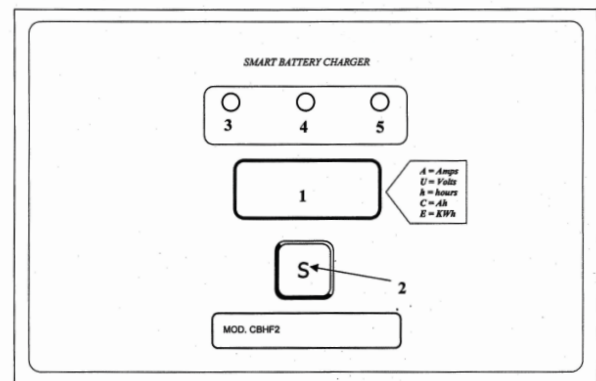 SMART BATTERY CHARGER
3 4 5
1
A = Amps
U = Volts
h = hours
C = Ah
E = KWh
S
2
MOD. CBHF2